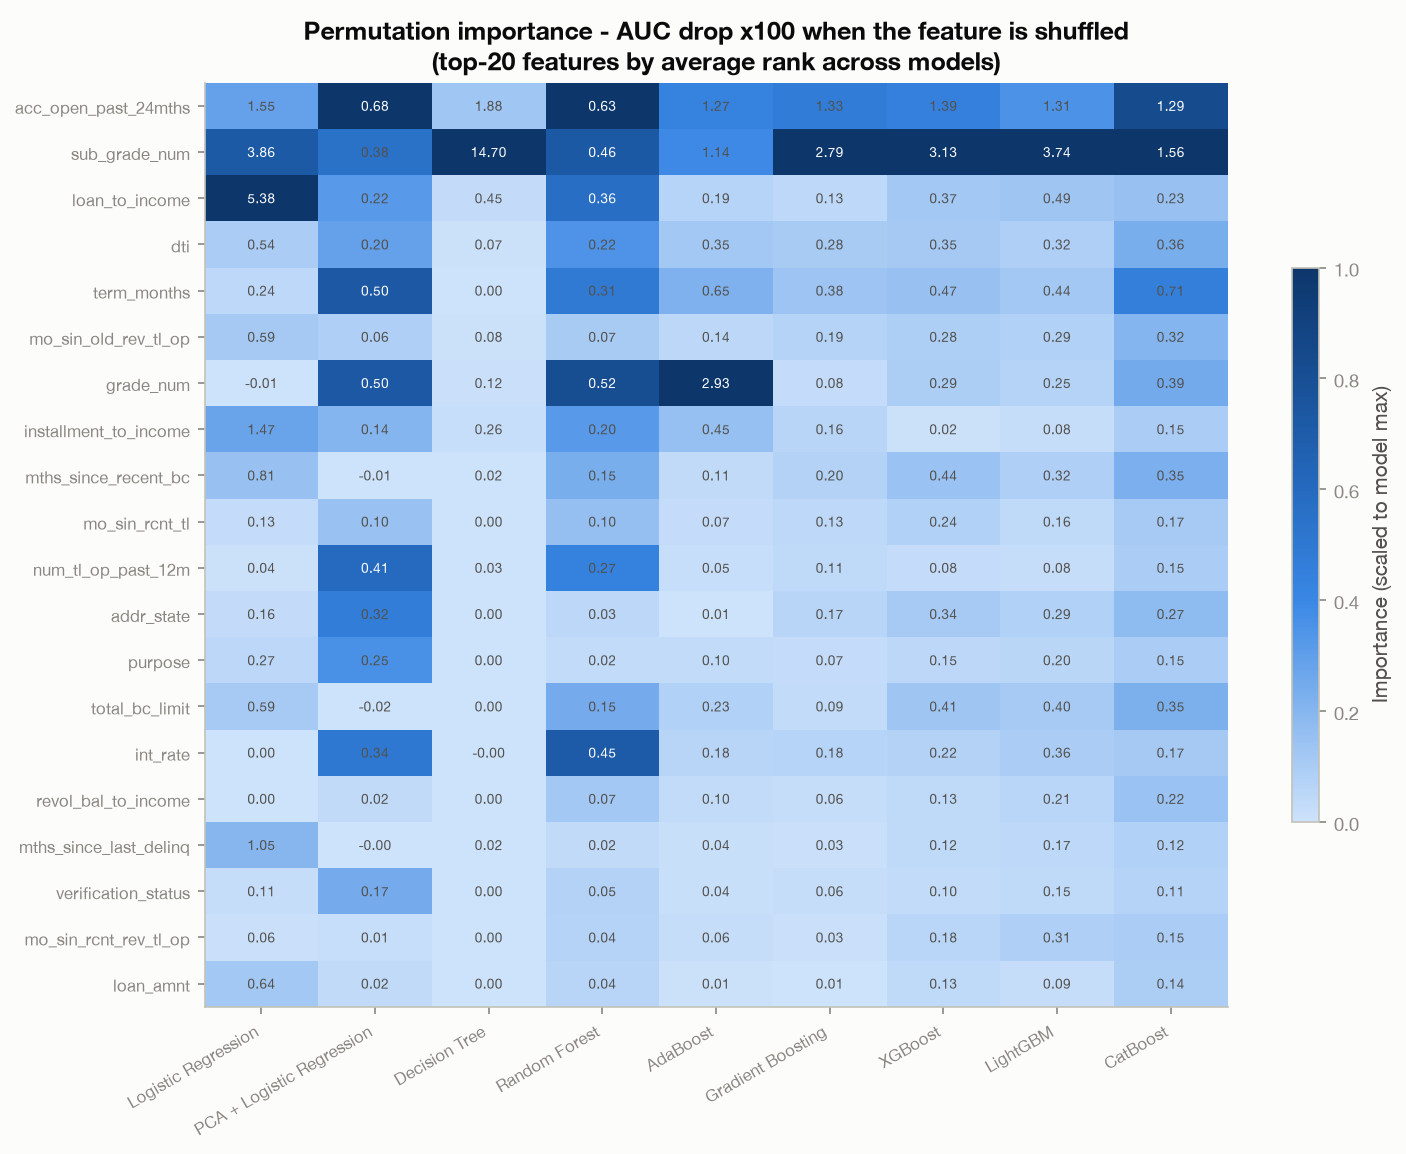 Permutation importance - AUC drop x100 when the feature is shuffled
(top-20 features by average rank across models)
acc_open_past_24mths 1.55 0.68 1.88 0.63 1.27 1.33 1.39 1.31 1.29
sub_grade_num 3.86 0.38 14.70 0.46 1.14 2.79 3.13 3.74 1.56
loan_to_income 5.38 0.22 0.45 0.36 0.19 0.13 0.37 0.49 0.23
dti 0.54 0.20 0.07 0.22 0.35 0.28 0.35 0.32 0.36
term_months 0.24 0.50 0.00 0.31 0.65 0.38 0.47 0.44 0.71
mo_sin_old_rev_tl_op 0.59 0.06 0.08 0.07 0.14 0.19 0.28 0.29 0.32
grade_num -0.01 0.50 0.12 0.52 2.93 0.08 0.29 0.25 0.39
installment_to_income 1.47 0.14 0.26 0.20 0.45 0.16 0.02 0.08 0.15
mths_since_recent_bc 0.81 -0.01 0.02 0.15 0.11 0.20 0.44 0.32 0.35
mo_sin_rcnt_tl 0.13 0.10 0.00 0.10 0.07 0.13 0.24 0.16 0.17
num_tl_op_past_12m 0.04 0.41 0.03 0.27 0.05 0.11 0.08 0.08 0.15
addr_state 0.16 0.32 0.00 0.03 0.01 0.17 0.34 0.29 0.27
purpose 0.27 0.25 0.00 0.02 0.10 0.07 0.15 0.20 0.15
total_bc_limit 0.59 -0.02 0.00 0.15 0.23 0.09 0.41 0.40 0.35
int_rate 0.00 0.34 -0.00 0.45 0.18 0.18 0.22 0.36 0.17
revol_bal_to_income 0.00 0.02 0.00 0.07 0.10 0.06 0.13 0.21 0.22
mths_since_last_delinq 1.05 -0.00 0.02 0.02 0.04 0.03 0.12 0.17 0.12
verification_status 0.11 0.17 0.00 0.05 0.04 0.06 0.10 0.15 0.11
mo_sin_rcnt_rev_tl_op 0.06 0.01 0.00 0.04 0.06 0.03 0.18 0.31 0.15
loan_amnt 0.64 0.02 0.00 0.04 0.01 0.01 0.13 0.09 0.14
Logistic Regression
PCA + Logistic Regression
Decision Tree
Random Forest
AdaBoost
Gradient Boosting
XGBoost
LightGBM
CatBoost
1.0
0.8
0.6
0.4
0.2
0.0
Importance (scaled to model max)